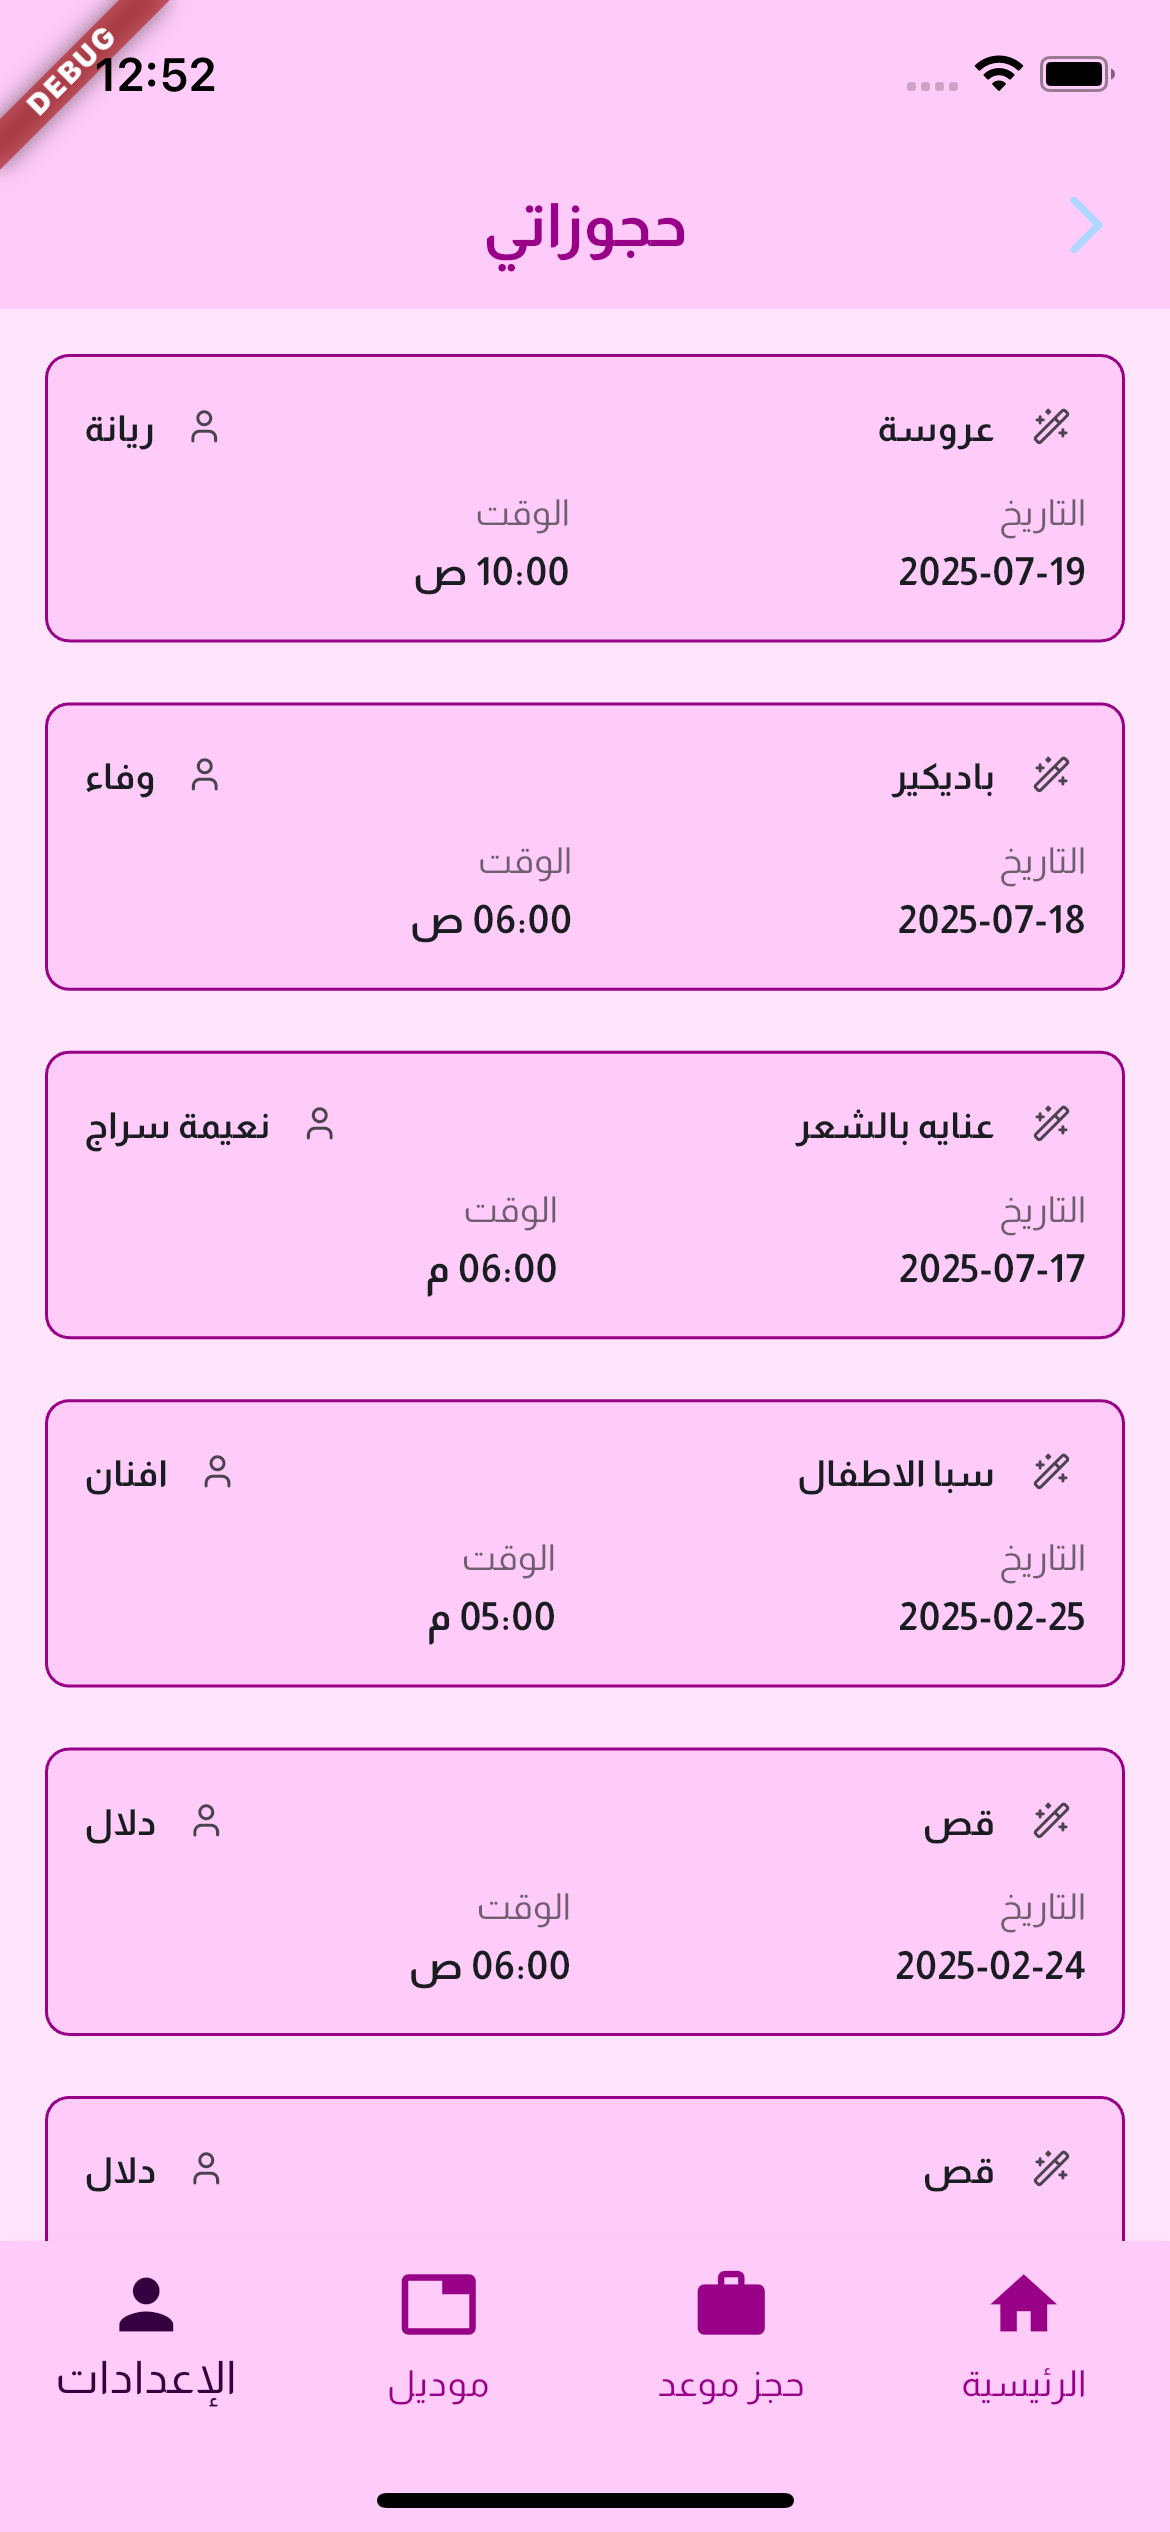 DEBUG
12:52
حجوزاتي
عروسة ريانة
التاريخ الوقت
2025-07-19 10:00 ص
باديكير وفاء
التاريخ الوقت
2025-07-18 06:00 ص
عنايه بالشعر نعيمة سراج
التاريخ الوقت
2025-07-17 06:00 م
سبا الاطفال افنان
التاريخ الوقت
2025-02-25 05:00 م
قص دلال
التاريخ الوقت
2025-02-24 06:00 ص
قص دلال
الرئيسية حجز موعد موديل الإعدادات